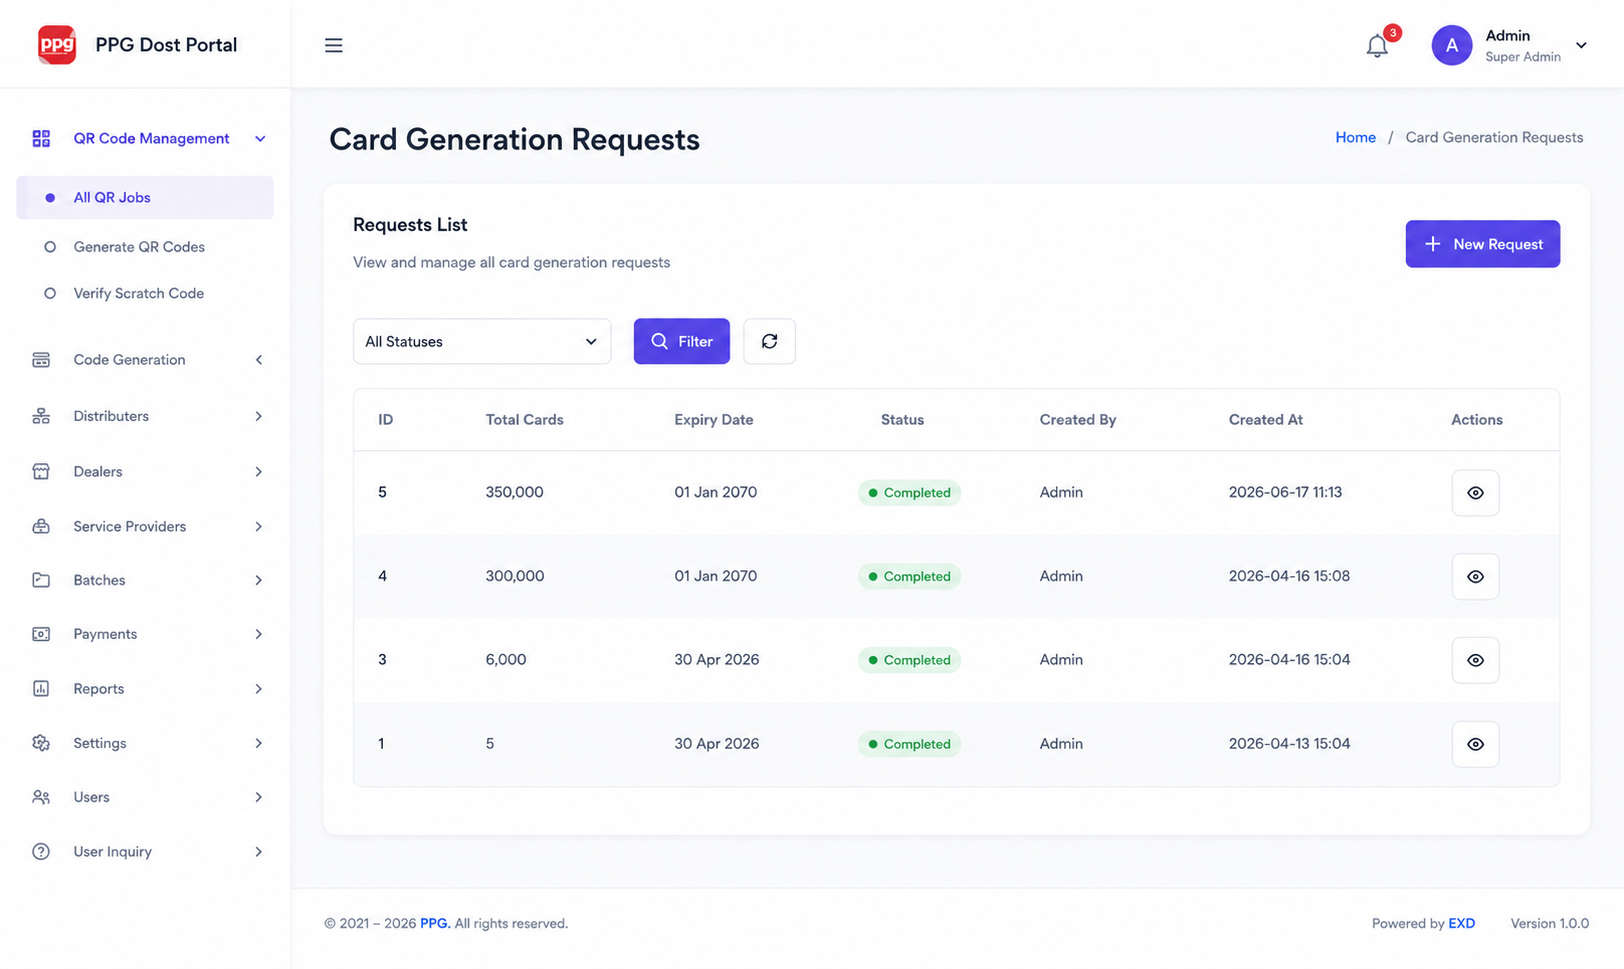 ppg PPG Dost Portal
3
A
Admin
Super Admin
QR Code Management
All QR Jobs
Generate QR Codes
Verify Scratch Code
Code Generation
Distributers
Dealers
Service Providers
Batches
Payments
Reports
Settings
Users
User Inquiry
Card Generation Requests
Home / Card Generation Requests
Requests List
View and manage all card generation requests
New Request
All Statuses
Filter
ID Total Cards Expiry Date Status Created By Created At Actions
5 350,000 01 Jan 2070 Completed Admin 2026-06-17 11:13
4 300,000 01 Jan 2070 Completed Admin 2026-04-16 15:08
3 6,000 30 Apr 2026 Completed Admin 2026-04-16 15:04
1 5 30 Apr 2026 Completed Admin 2026-04-13 15:04
© 2021 – 2026 PPG. All rights reserved.
Powered by EXD Version 1.0.0